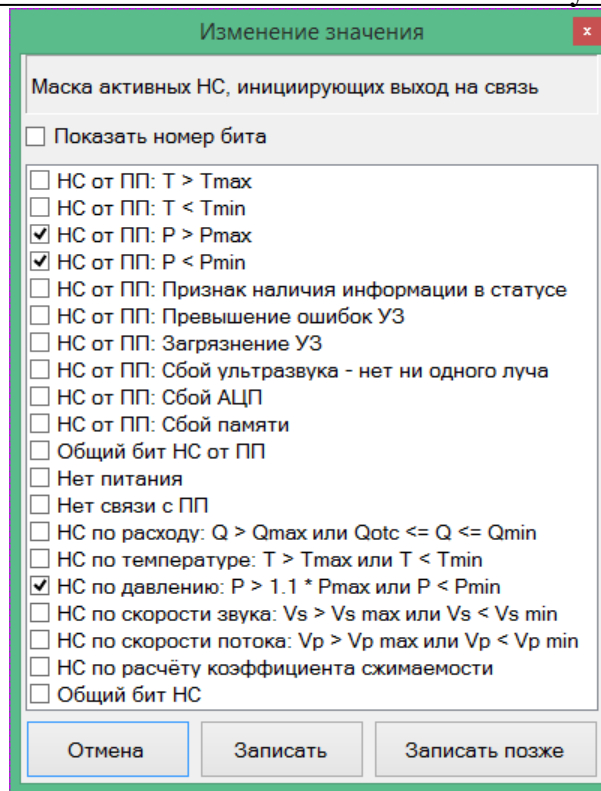 Изменение значения
x
Маска активных НС, инициирующих выход на связь
Показать номер бита
НС от ПП: T > Tmax
НС от ПП: T < Tmin
НС от ПП: P > Pmax
НС от ПП: P < Pmin
НС от ПП: Признак наличия информации в статусе
НС от ПП: Превышение ошибок УЗ
НС от ПП: Загрязнение УЗ
НС от ПП: Сбой ультразвука - нет ни одного луча
НС от ПП: Сбой АЦП
НС от ПП: Сбой памяти
Общий бит НС от ПП
Нет питания
Нет связи с ПП
НС по расходу: Q > Qmax или Qotc <= Q <= Qmin
НС по температуре: T > Tmax или T < Tmin
НС по давлению: P > 1.1 * Pmax или P < Pmin
НС по скорости звука: Vs > Vs max или Vs < Vs min
НС по скорости потока: Vp > Vp max или Vp < Vp min
НС по расчёту коэффициента сжимаемости
Общий бит НС
Отмена
Записать
Записать позже